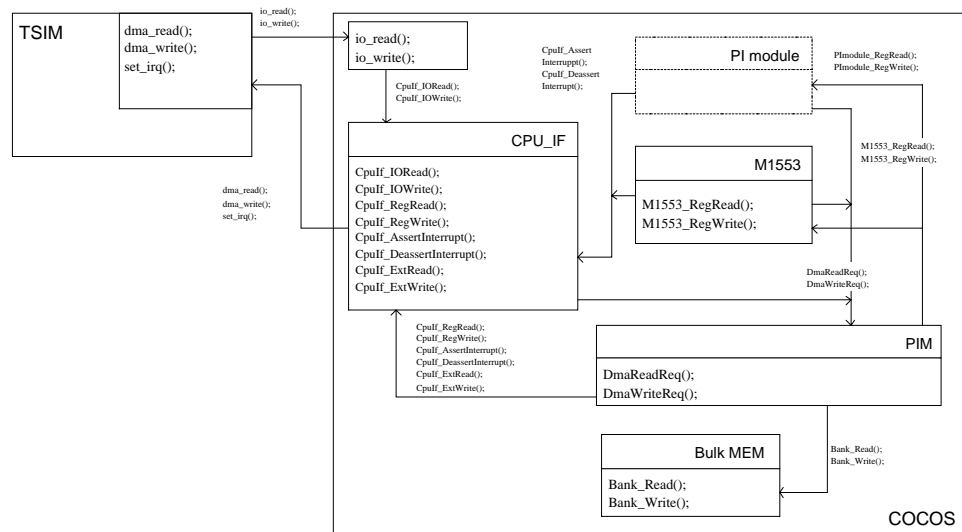 TSIM
dma_read();
dma_write();
set_irq();
io_read();
io_write();
io_read();
io_write();
CpuIf_IORead();
CpuIf_IOWrite();
CPU_IF
CpuIf_IORead();
CpuIf_IOWrite();
CpuIf_RegRead();
CpuIf_RegWrite();
CpuIf_AssertInterrupt();
CpuIf_DeassertInterrupt();
CpuIf_ExtRead();
CpuIf_ExtWrite();
dma_read();
dma_write();
set_irq();
CpuIf_Assert
Interruppt();
CpuIf_Deassert
Interrupt();
PI module
PImodule_RegRead();
PImodule_RegWrite();
M1553_RegRead();
M1553_RegWrite();
M1553
M1553_RegRead();
M1553_RegWrite();
DmaReadReq();
DmaWriteReq();
CpuIf_RegRead();
CpuIf_RegWrite();
CpuIf_AssertInterrupt();
CpuIf_DeassertInterrupt();
CpuIf_ExtRead();
CpuIf_ExtWrite();
PIM
DmaReadReq();
DmaWriteReq();
Bulk MEM
Bank_Read();
Bank_Write();
Bank_Read();
Bank_Write();
COCOS